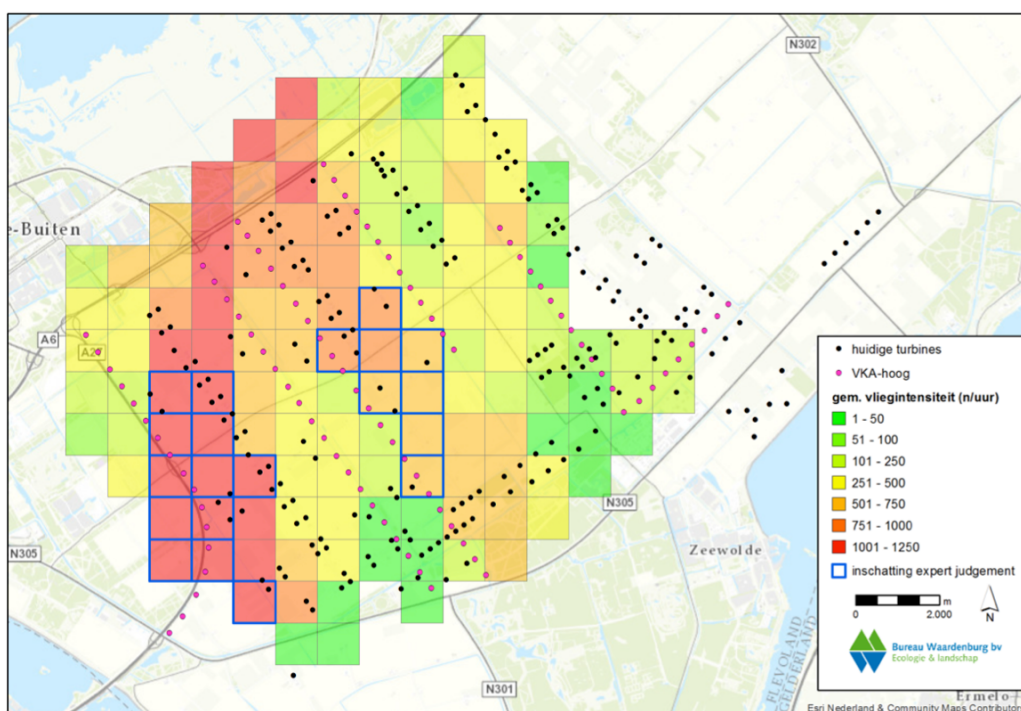 N302
e-Buiten
A6
A27
N305
N305
Zeewolde
N301
FLEVOLAND
GELDERLAND
Ermelo
huidige turbines
VKA-hoog
gem. vliegintensiteit (n/uur)
1 - 50
51 - 100
101 - 250
251 - 500
501 - 750
751 - 1000
1001 - 1250
inschatting expert judgement
m
0 2.000
N
Bureau Waardenburg bv
Ecologie & landschap
Esri Nederland & Community Maps Contributors